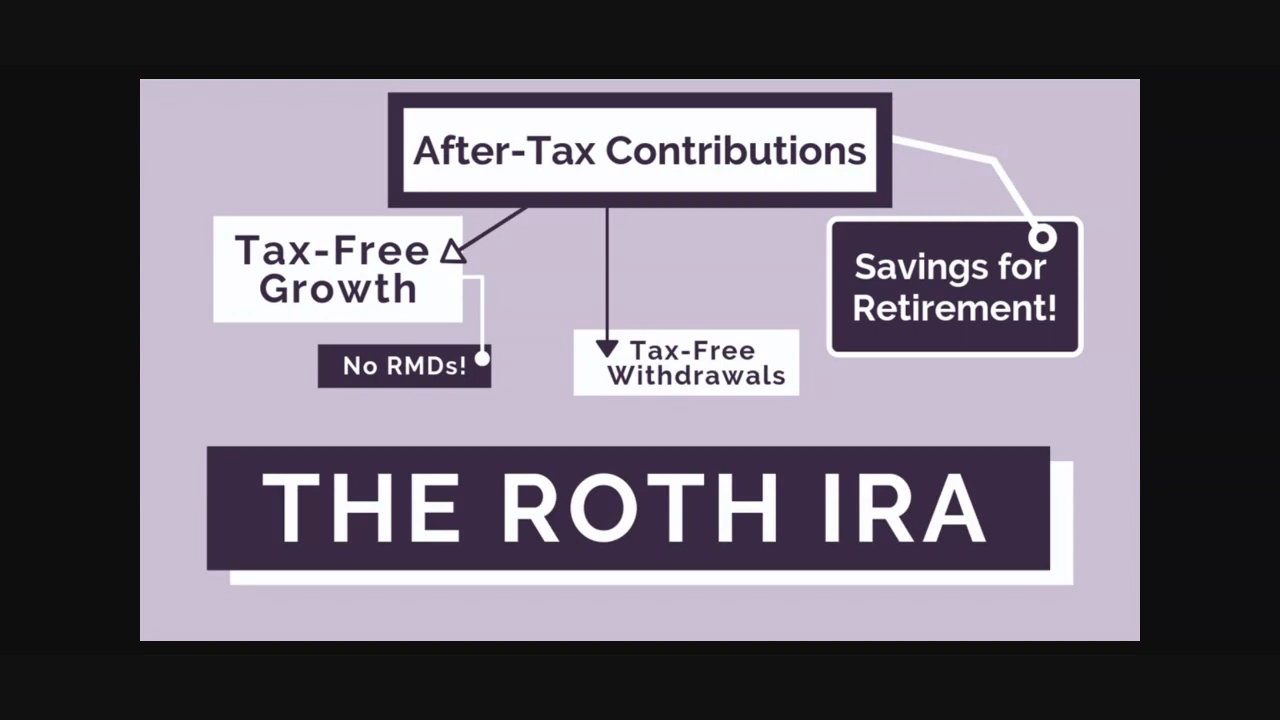 After-Tax Contributions
Tax-Free
Growth
Savings for
Retirement!
No RMDs!
Tax-Free
Withdrawals
THE ROTH IRA